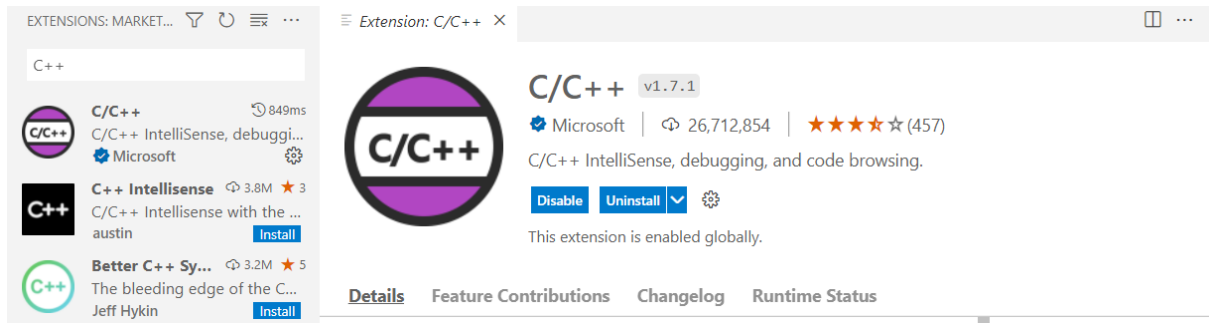 EXTENSIONS: MARKET...
C++
C/C++
C/C++ 849ms
C/C++ IntelliSense, debuggi...
Microsoft
C++
C++ Intellisense 3.8M 3
C/C++ Intellisense with the ...
austin Install
C++
Better C++ Sy... 3.2M 5
The bleeding edge of the C...
Jeff Hykin Install
Extension: C/C++
C/C++
C/C++ v1.7.1
Microsoft 26,712,854 (457)
C/C++ IntelliSense, debugging, and code browsing.
Disable Uninstall
This extension is enabled globally.
Details Feature Contributions Changelog Runtime Status